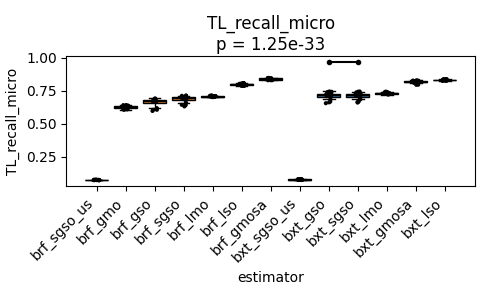 TL_recall_micro
p = 1.25e-33
TL_recall_micro
1.00
0.75
0.50
0.25
brf_sgso_us
brf_gmo
brf_gso
brf_sgso
brf_lmo
brf_lso
brf_gmosa
bxt_sgso_us
bxt_gso
bxt_sgso
bxt_lmo
bxt_gmosa
bxt_lso
estimator